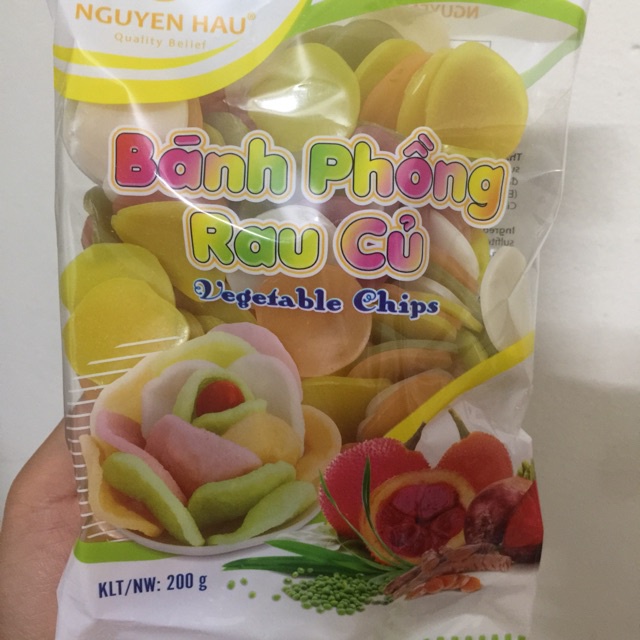 NGUYEN HAU®
Quality Belief
Bánh Phồng
Rau Củ
Vegetable Chips
KLT/NW: 200 g